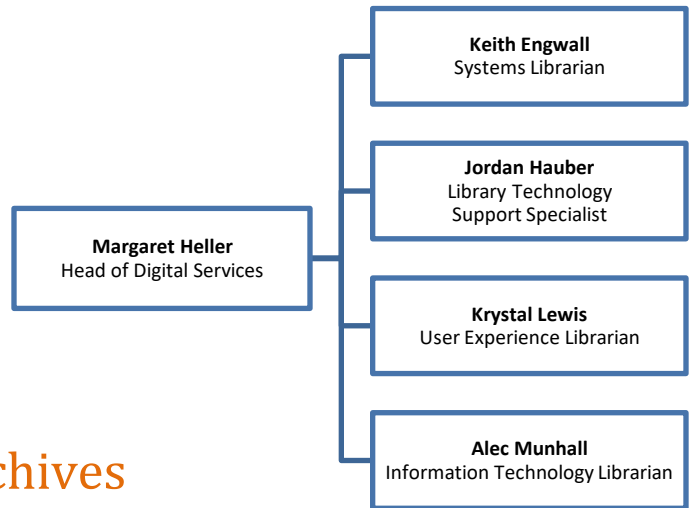 Keith Engwall
Systems Librarian
Jordan Hauber
Library Technology
Support Specialist
Margaret Heller
Head of Digital Services
Krystal Lewis
User Experience Librarian
Alec Munhall
Information Technology Librarian
chives